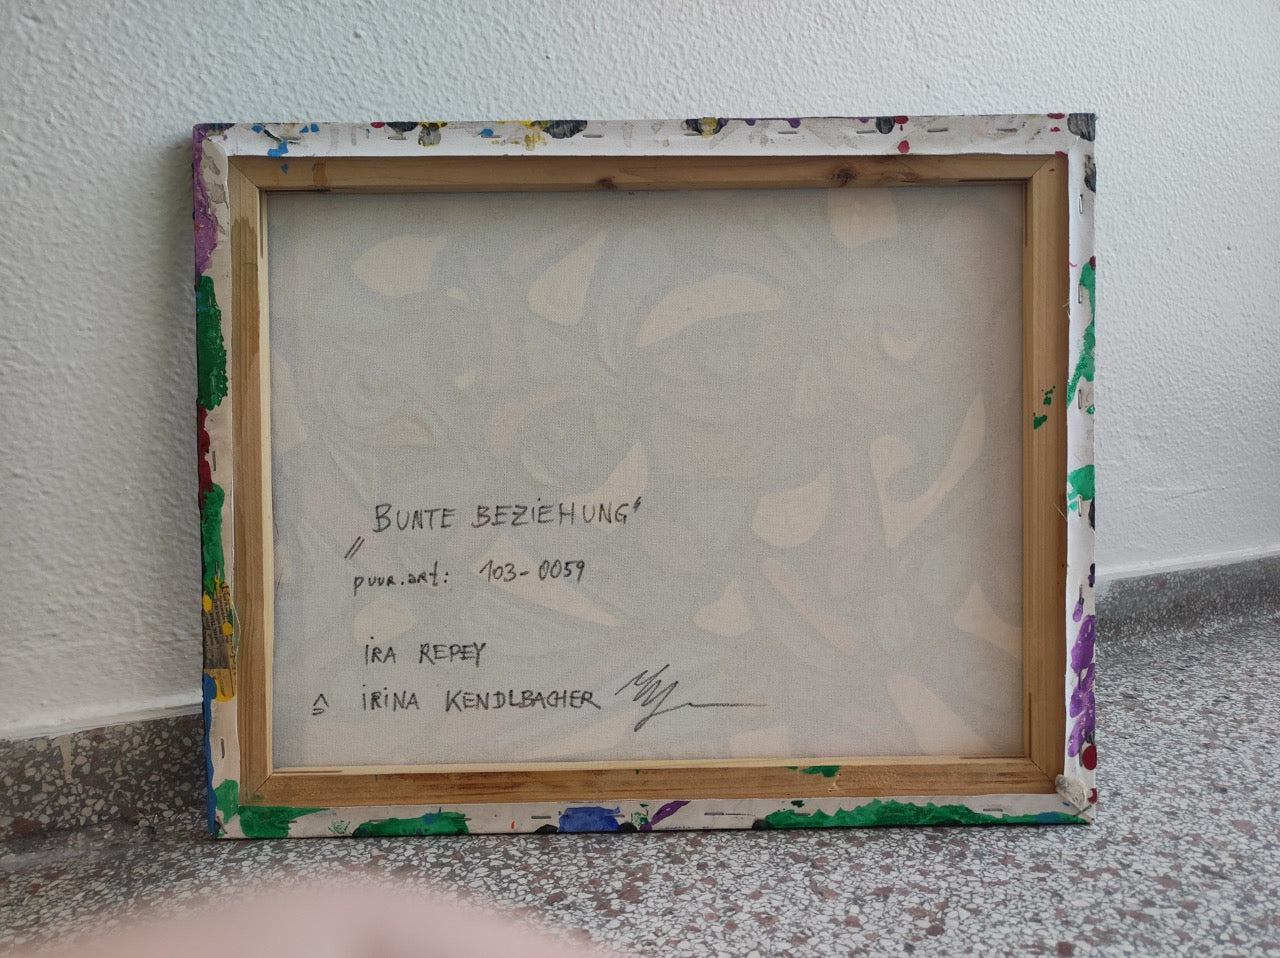 „BUNTE BEZIEHUNG"
puur.art: 103-0059
IRA REPEY
≙ IRINA KENDLBACHER